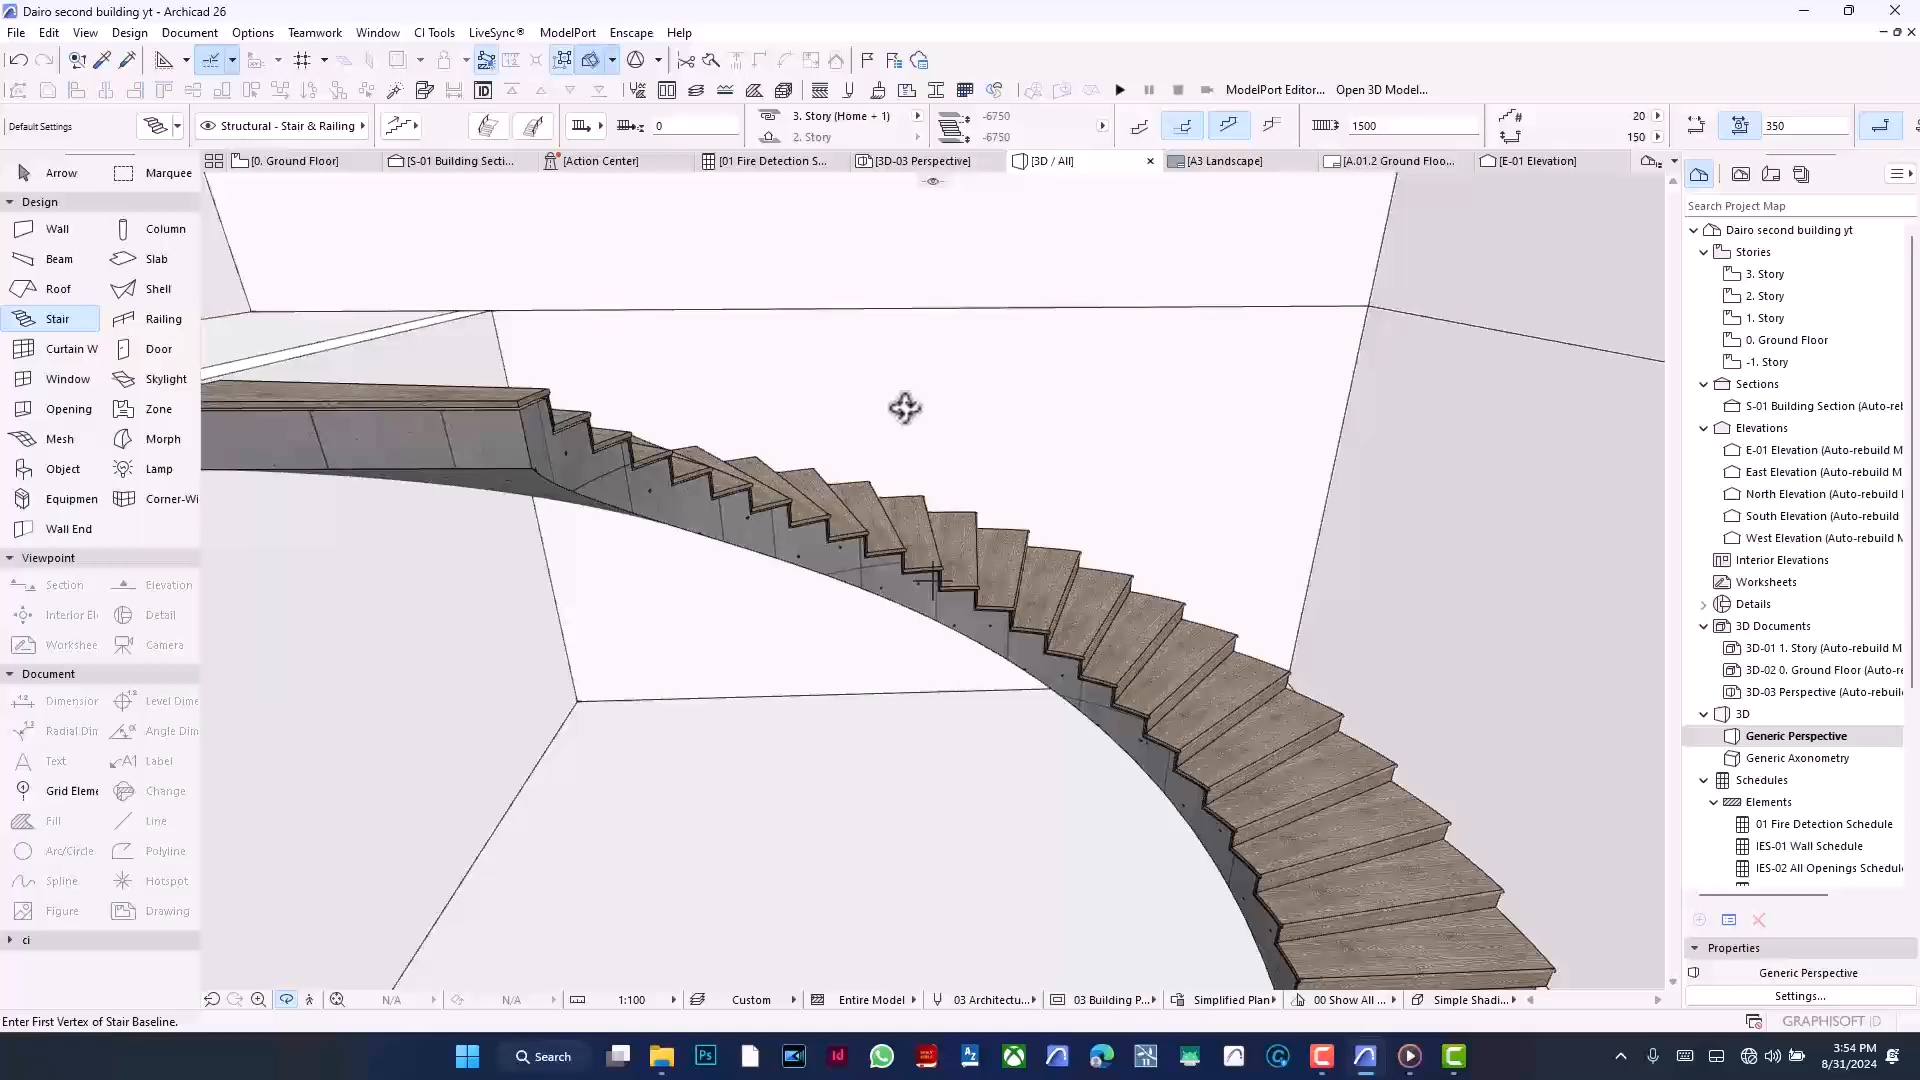 Dairo second building yt - Archicad 26
File Edit View Design Document Options Teamwork Window CI Tools LiveSync® ModelPort Enscape Help
ModelPort Editor... Open 3D Model...
Default Settings
Structural - Stair & Railing
0
3. Story (Home + 1)
2. Story
-6750
-6750
1500
20
150
350
[0. Ground Floor] [S-01 Building Secti... [Action Center] [01 Fire Detection S... [3D-03 Perspective] [3D / All] [A3 Landscape] [A.01.2 Ground Floo... [E-01 Elevation]
Arrow Marquee
Design
Wall Column
Beam Slab
Roof Shell
Stair Railing
Curtain W Door
Window Skylight
Opening Zone
Mesh Morph
Object Lamp
Equipmen Corner-Wi
Wall End
Viewpoint
Section Elevation
Interior El Detail
Workshee Camera
Document
Dimension Level Dime
Radial Din Angle Dim
Text Label
Grid Eleme Change
Fill Line
Arc/Circle Polyline
Spline Hotspot
Figure Drawing
ci
Search Project Map
Dairo second building yt
Stories
3. Story
2. Story
1. Story
0. Ground Floor
-1. Story
Sections
S-01 Building Section (Auto-rel
Elevations
E-01 Elevation (Auto-rebuild M
East Elevation (Auto-rebuild M
North Elevation (Auto-rebuild
South Elevation (Auto-rebuild
West Elevation (Auto-rebuild M
Interior Elevations
Worksheets
Details
3D Documents
3D-01 1. Story (Auto-rebuild M
3D-02 0. Ground Floor (Auto-re
3D-03 Perspective (Auto-rebuil
3D
Generic Perspective
Generic Axonometry
Schedules
Elements
01 Fire Detection Schedule
IES-01 Wall Schedule
IES-02 All Openings Schedul
Properties
Generic Perspective
Settings...
N/A N/A 1:100 Custom Entire Model 03 Architectu... 03 Building P... Simplified Plan 00 Show All ... Simple Shadi...
Enter First Vertex of Stair Baseline.
GRAPHISOFT ID
Search
3:54 PM
8/31/2024